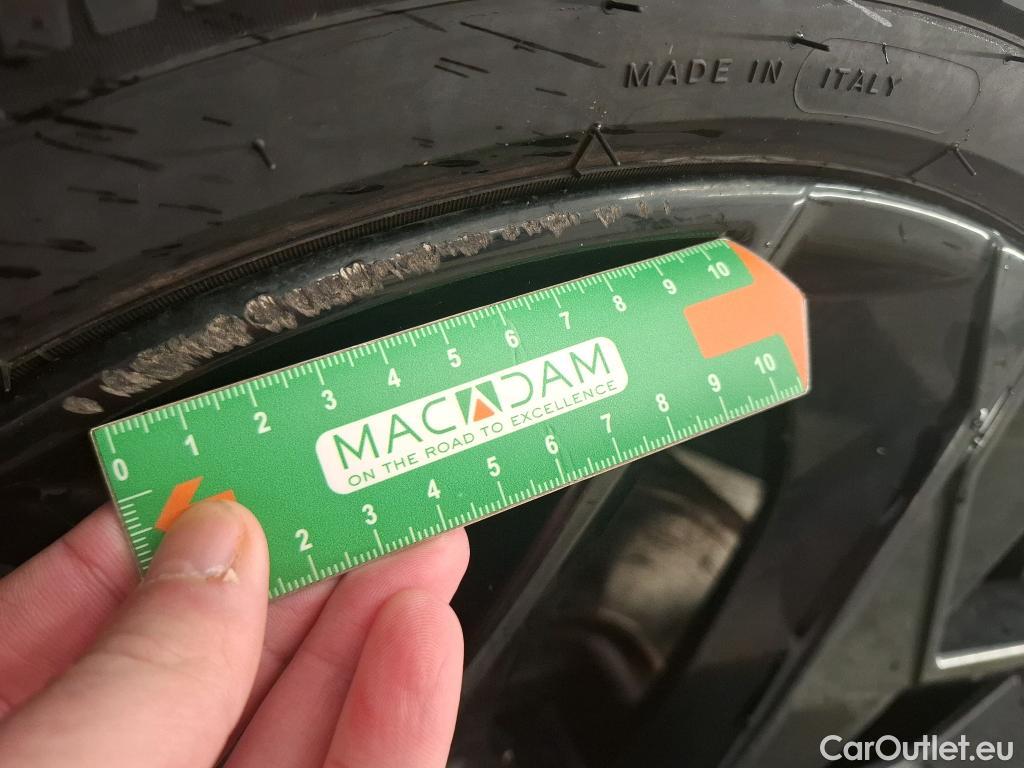 MADE IN ITALY
0 1 2 3 4 5 6 7 8 9 10
MACADAM
ON THE ROAD TO EXCELLENCE
2 3 4 5 6 7 8 9 10
CarOutlet.eu